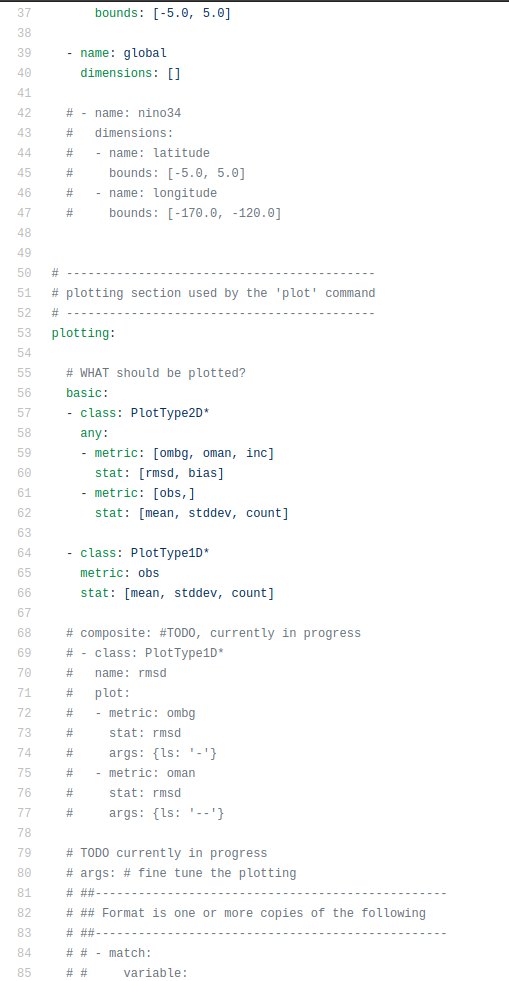 37         bounds: [-5.0, 5.0]
38
39     - name: global
40       dimensions: []
41
42     # - name: nino34
43     #   dimensions:
44     #   - name: latitude
45     #     bounds: [-5.0, 5.0]
46     #   - name: longitude
47     #     bounds: [-170.0, -120.0]
48
49
50   # -------------------------------------------
51   # plotting section used by the 'plot' command
52   # -------------------------------------------
53   plotting:
54
55     # WHAT should be plotted?
56     basic:
57     - class: PlotType2D*
58       any:
59       - metric: [ombg, oman, inc]
60         stat: [rmsd, bias]
61       - metric: [obs,]
62         stat: [mean, stddev, count]
63
64     - class: PlotType1D*
65       metric: obs
66       stat: [mean, stddev, count]
67
68     # composite: #TODO, currently in progress
69     # - class: PlotType1D*
70     #   name: rmsd
71     #   plot:
72     #   - metric: ombg
73     #     stat: rmsd
74     #     args: {ls: '-'}
75     #   - metric: oman
76     #     stat: rmsd
77     #     args: {ls: '--'}
78
79     # TODO currently in progress
80     # args: # fine tune the plotting
81     # ##-------------------------------------------------
82     # ## Format is one or more copies of the following
83     # ##-------------------------------------------------
84     # # - match:
85     # #     variable: